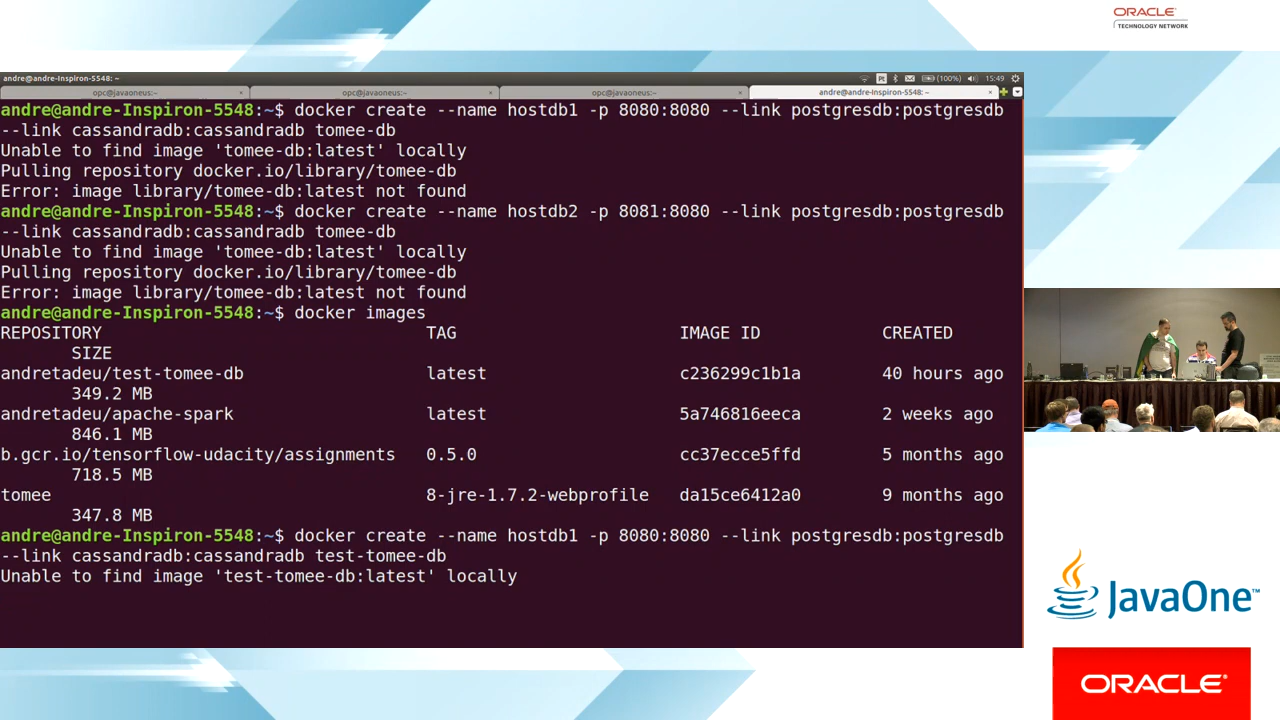 ORACLE
TECHNOLOGY NETWORK
andre@andre-Inspiron-5548: ~
Pt (100%) 15:49
opc@javaoneus:~ × opc@javaoneus:~ × opc@javaoneus:~ × andre@andre-Inspiron-5548: ~ ×
andre@andre-Inspiron-5548:~$ docker create --name hostdb1 -p 8080:8080 --link postgresdb:postgresdb
--link cassandradb:cassandradb tomee-db
Unable to find image 'tomee-db:latest' locally
Pulling repository docker.io/library/tomee-db
Error: image library/tomee-db:latest not found
andre@andre-Inspiron-5548:~$ docker create --name hostdb2 -p 8081:8080 --link postgresdb:postgresdb
--link cassandradb:cassandradb tomee-db
Unable to find image 'tomee-db:latest' locally
Pulling repository docker.io/library/tomee-db
Error: image library/tomee-db:latest not found
andre@andre-Inspiron-5548:~$ docker images
REPOSITORY TAG IMAGE ID CREATED
SIZE
andretadeu/test-tomee-db latest c236299c1b1a 40 hours ago
349.2 MB
andretadeu/apache-spark latest 5a746816eeca 2 weeks ago
846.1 MB
b.gcr.io/tensorflow-udacity/assignments 0.5.0 cc37ecce5ffd 5 months ago
718.5 MB
tomee 8-jre-1.7.2-webprofile da15ce6412a0 9 months ago
347.8 MB
andre@andre-Inspiron-5548:~$ docker create --name hostdb1 -p 8080:8080 --link postgresdb:postgresdb
--link cassandradb:cassandradb test-tomee-db
Unable to find image 'test-tomee-db:latest' locally
JavaOne™
ORACLE®